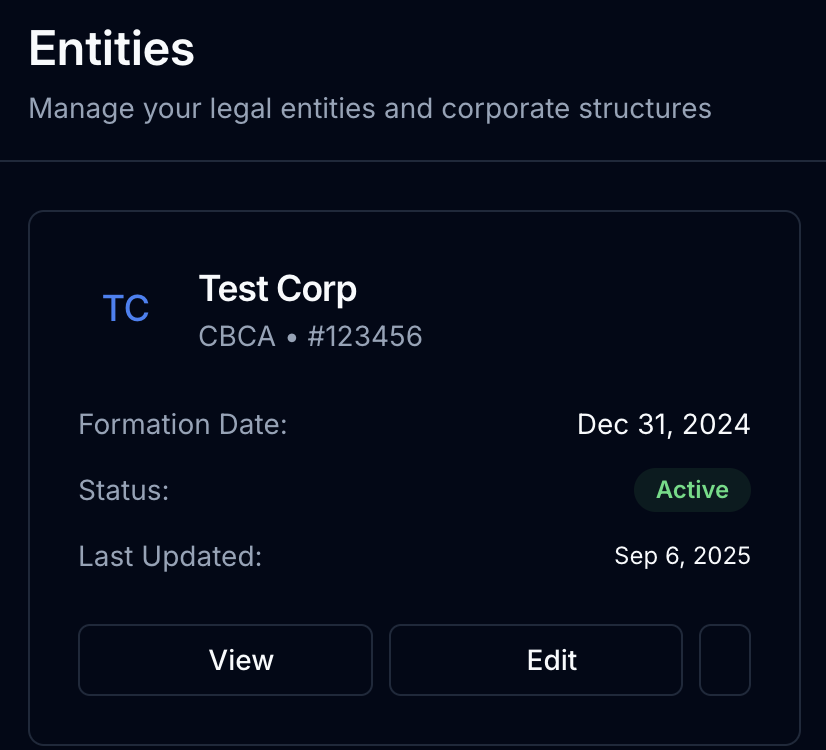 Entities
Manage your legal entities and corporate structures
TC
Test Corp
CBCA • #123456
Formation Date: Dec 31, 2024
Status: Active
Last Updated: Sep 6, 2025
View Edit